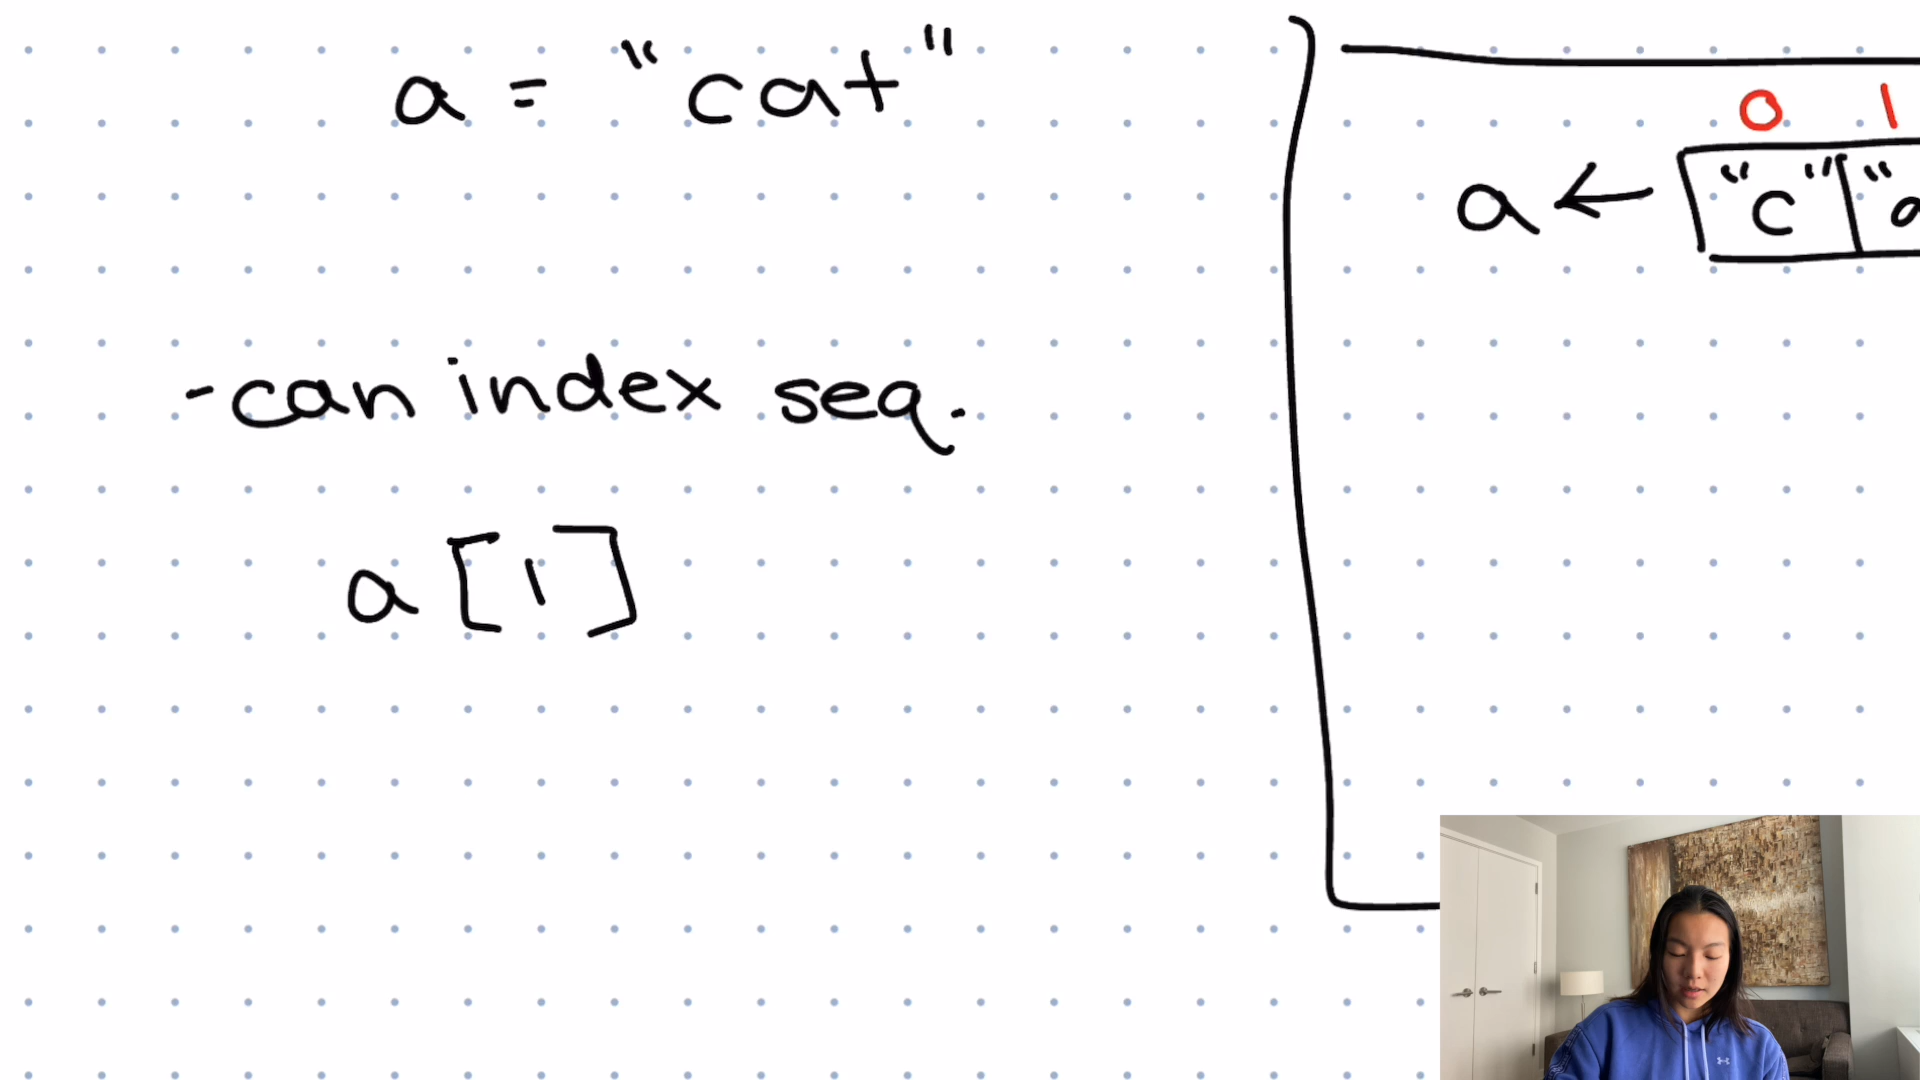 a = "cat"
0 1
a ← "c" "a
-can index seq.
a [1]